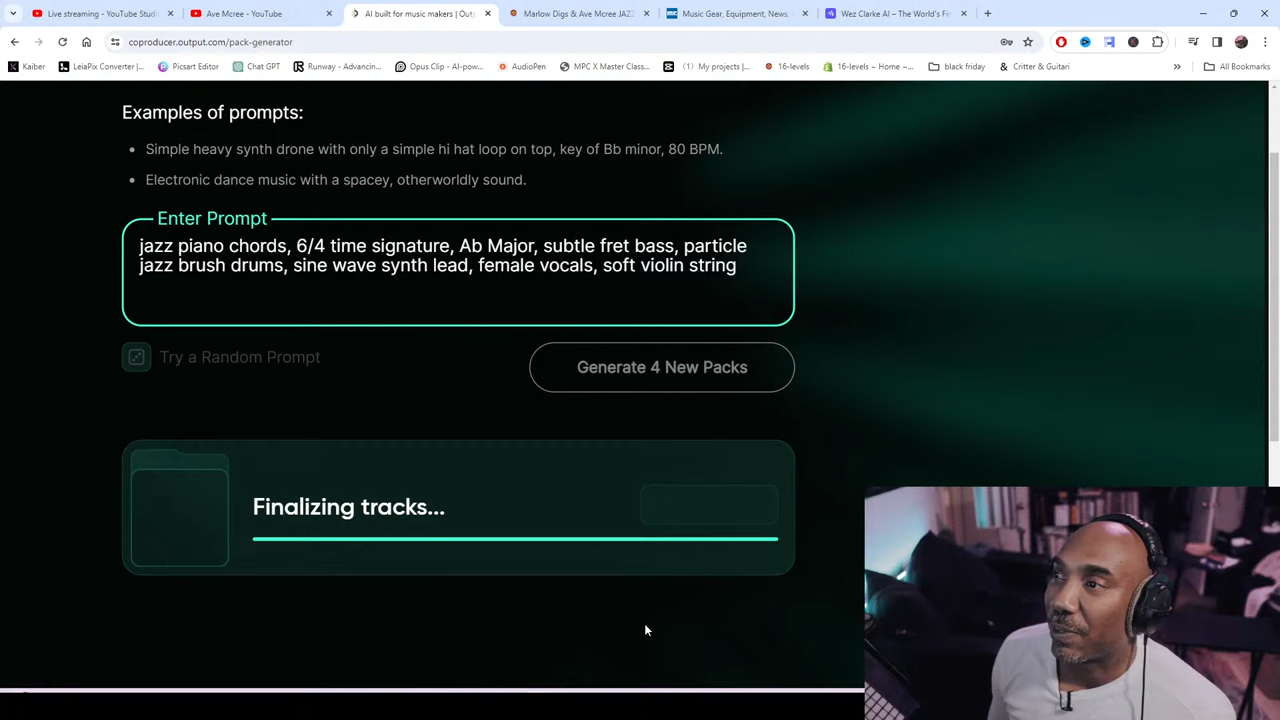 Live streaming - YouTube Studi
Ave Mcree - YouTube
AI built for music makers | Outp
Marlow Digs & Ave Mcree JAZZ
Music Gear, Equipment, News,
Wez Clarke AI – The World's Fi
coproducer.output.com/pack-generator
Kaiber
LeiaPix Converter |...
Picsart Editor
Chat GPT
Runway - Advancin...
Opus Clip - AI-pow...
AudioPen
MPC X Master Class...
(1) My projects |...
16-levels
16-levels ~ Home ~...
black friday
Critter & Guitari
»
All Bookmarks
Examples of prompts:
• Simple heavy synth drone with only a simple hi hat loop on top, key of Bb minor, 80 BPM.
• Electronic dance music with a spacey, otherworldly sound.
Enter Prompt
jazz piano chords, 6/4 time signature, Ab Major, subtle fret bass, particle
jazz brush drums, sine wave synth lead, female vocals, soft violin string
Try a Random Prompt
Generate 4 New Packs
Finalizing tracks...